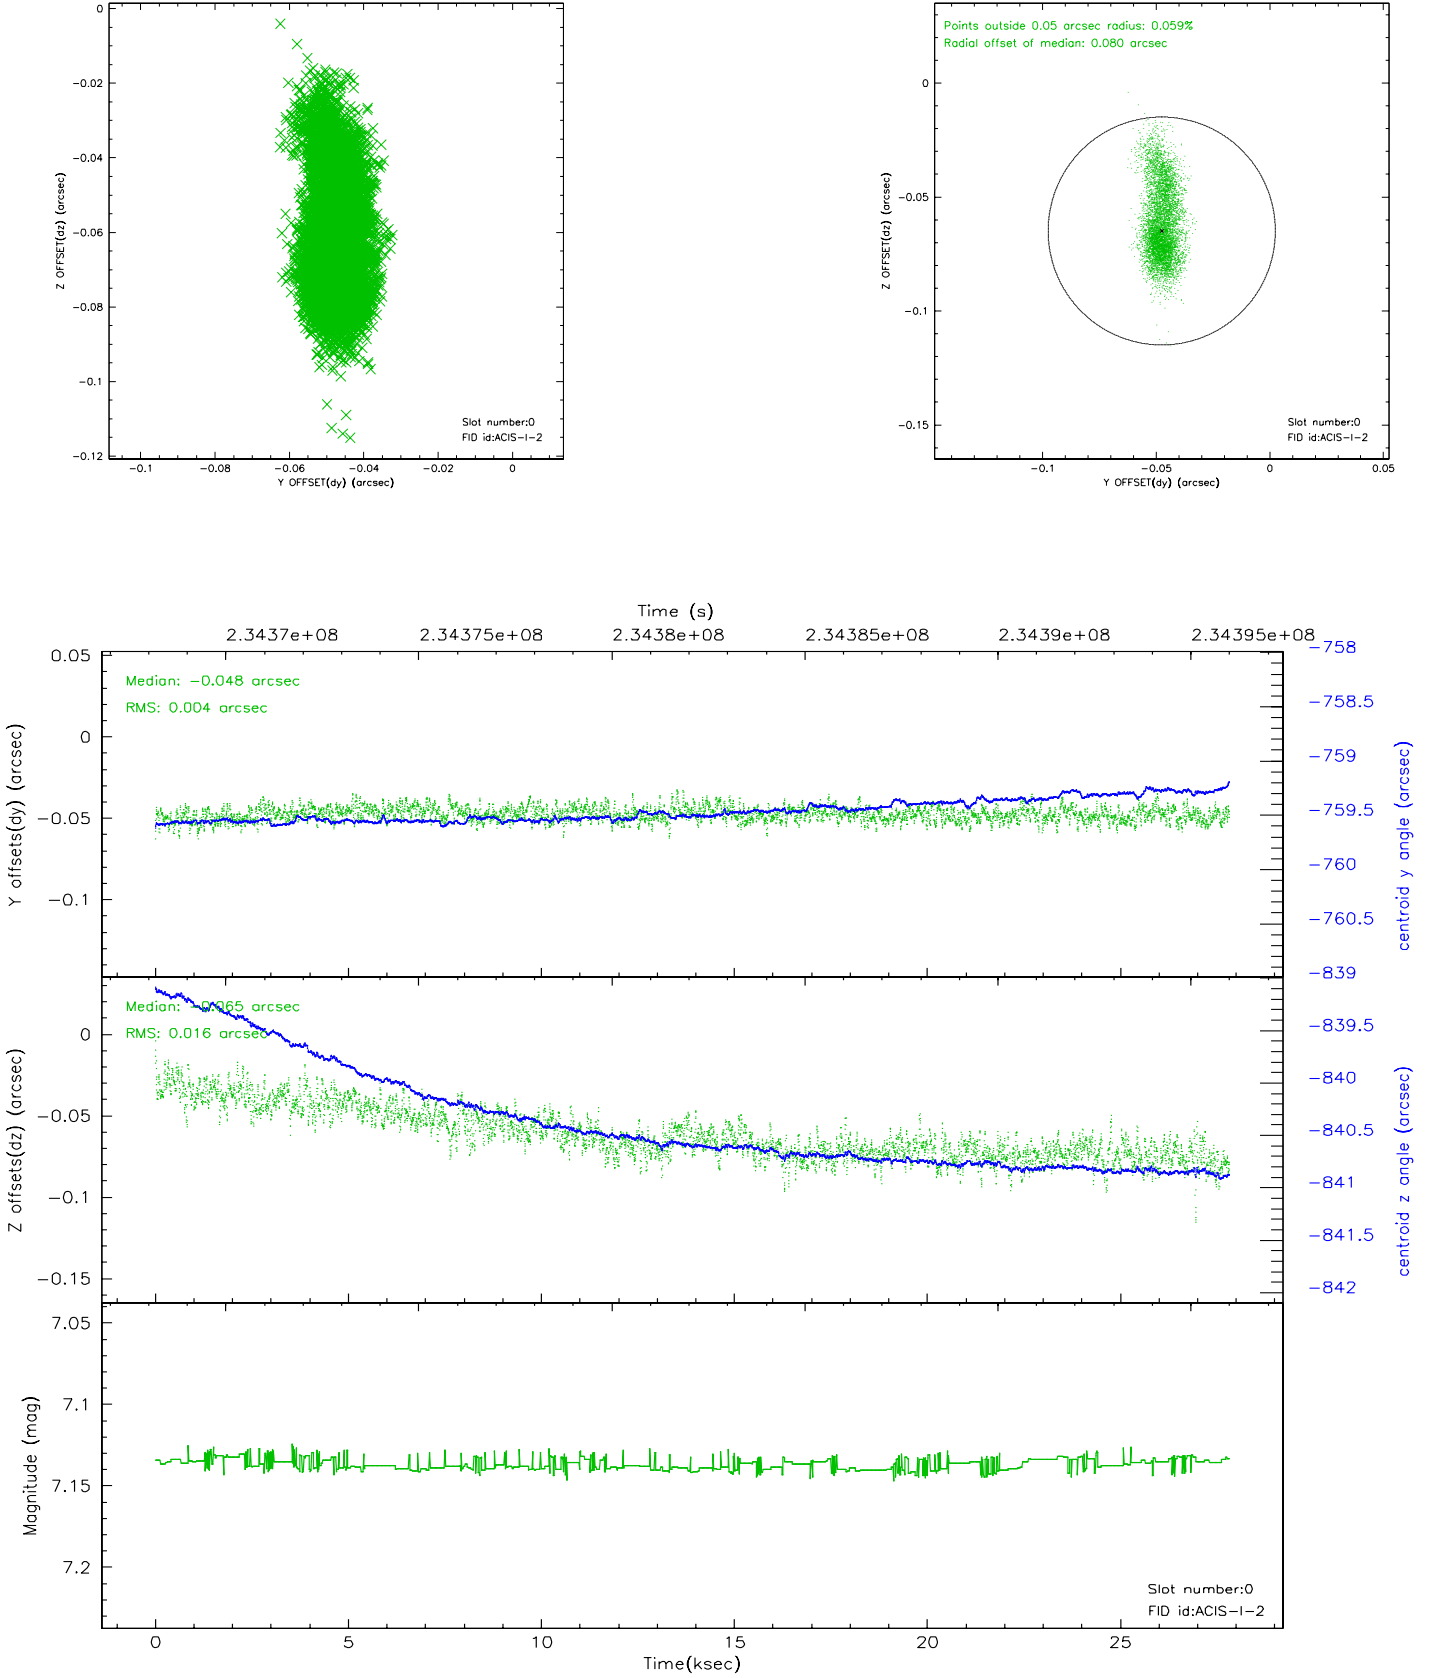 0
-0.02
-0.04
-0.06
-0.08
-0.1
-0.12
Z OFFSET(dz) (arcsec)
Slot number:0
FID id:ACIS-I-2
-0.1 -0.08 -0.06 -0.04 -0.02 0
Y OFFSET(dy) (arcsec)
Points outside 0.05 arcsec radius: 0.059%
Radial offset of median: 0.080 arcsec
0
-0.05
-0.1
-0.15
Z OFFSET(dz) (arcsec)
Slot number:0
FID id:ACIS-I-2
-0.1 -0.05 0 0.05
Y OFFSET(dy) (arcsec)
Time (s)
2.3437e+08 2.34375e+08 2.3438e+08 2.34385e+08 2.3439e+08 2.34395e+08
0.05
0
-0.05
-0.1
Y offsets(dy) (arcsec)
Median: -0.048 arcsec
RMS: 0.004 arcsec
-758
-758.5
-759
-759.5
-760
-760.5
centroid y angle (arcsec)
-839
-839.5
-840
-840.5
-841
-841.5
-842
centroid z angle (arcsec)
0
-0.05
-0.1
-0.15
Z offsets(dz) (arcsec)
Median: -0.065 arcsec
RMS: 0.016 arcsec
7.05
7.1
7.15
7.2
Magnitude (mag)
Slot number:0
FID id:ACIS-I-2
0 5 10 15 20 25
Time(ksec)